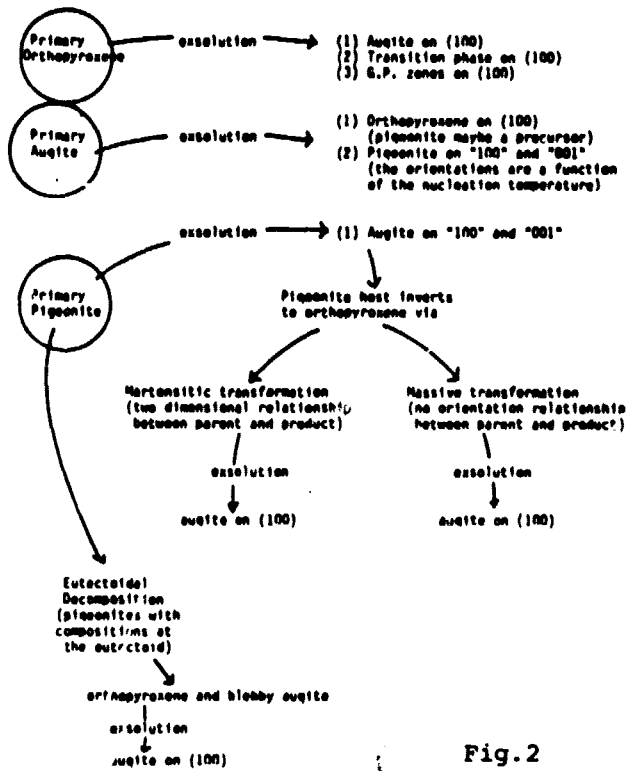 Primary
Orthopyroxene
exsolution
(1) Augite on (100)
(2) Transition phase on (100)
(3) G.P. zones on (100)
Primary
Augite
exsolution
(1) Orthopyroxene on (100)
(pigeonite maybe a precursor)
(2) Pigeonite on "100" and "001"
(the orientations are a function
of the nucleation temperature)
exsolution
(1) Augite on "100" and "001"
Primary
Pigeonite
Pigeonite host inverts
to orthopyroxene via
Martensitic transformation
(two dimensional relationship
between parent and product)
Massive transformation
(no orientation relationship
between parent and product)
exsolution
exsolution
augite on (100)
augite on (100)
Eutectoidal
Decomposition
(pigeonites with
compositions at
the eutectoid)
orthopyroxene and blebby augite
exsolution
augite on (100)
Fig.2